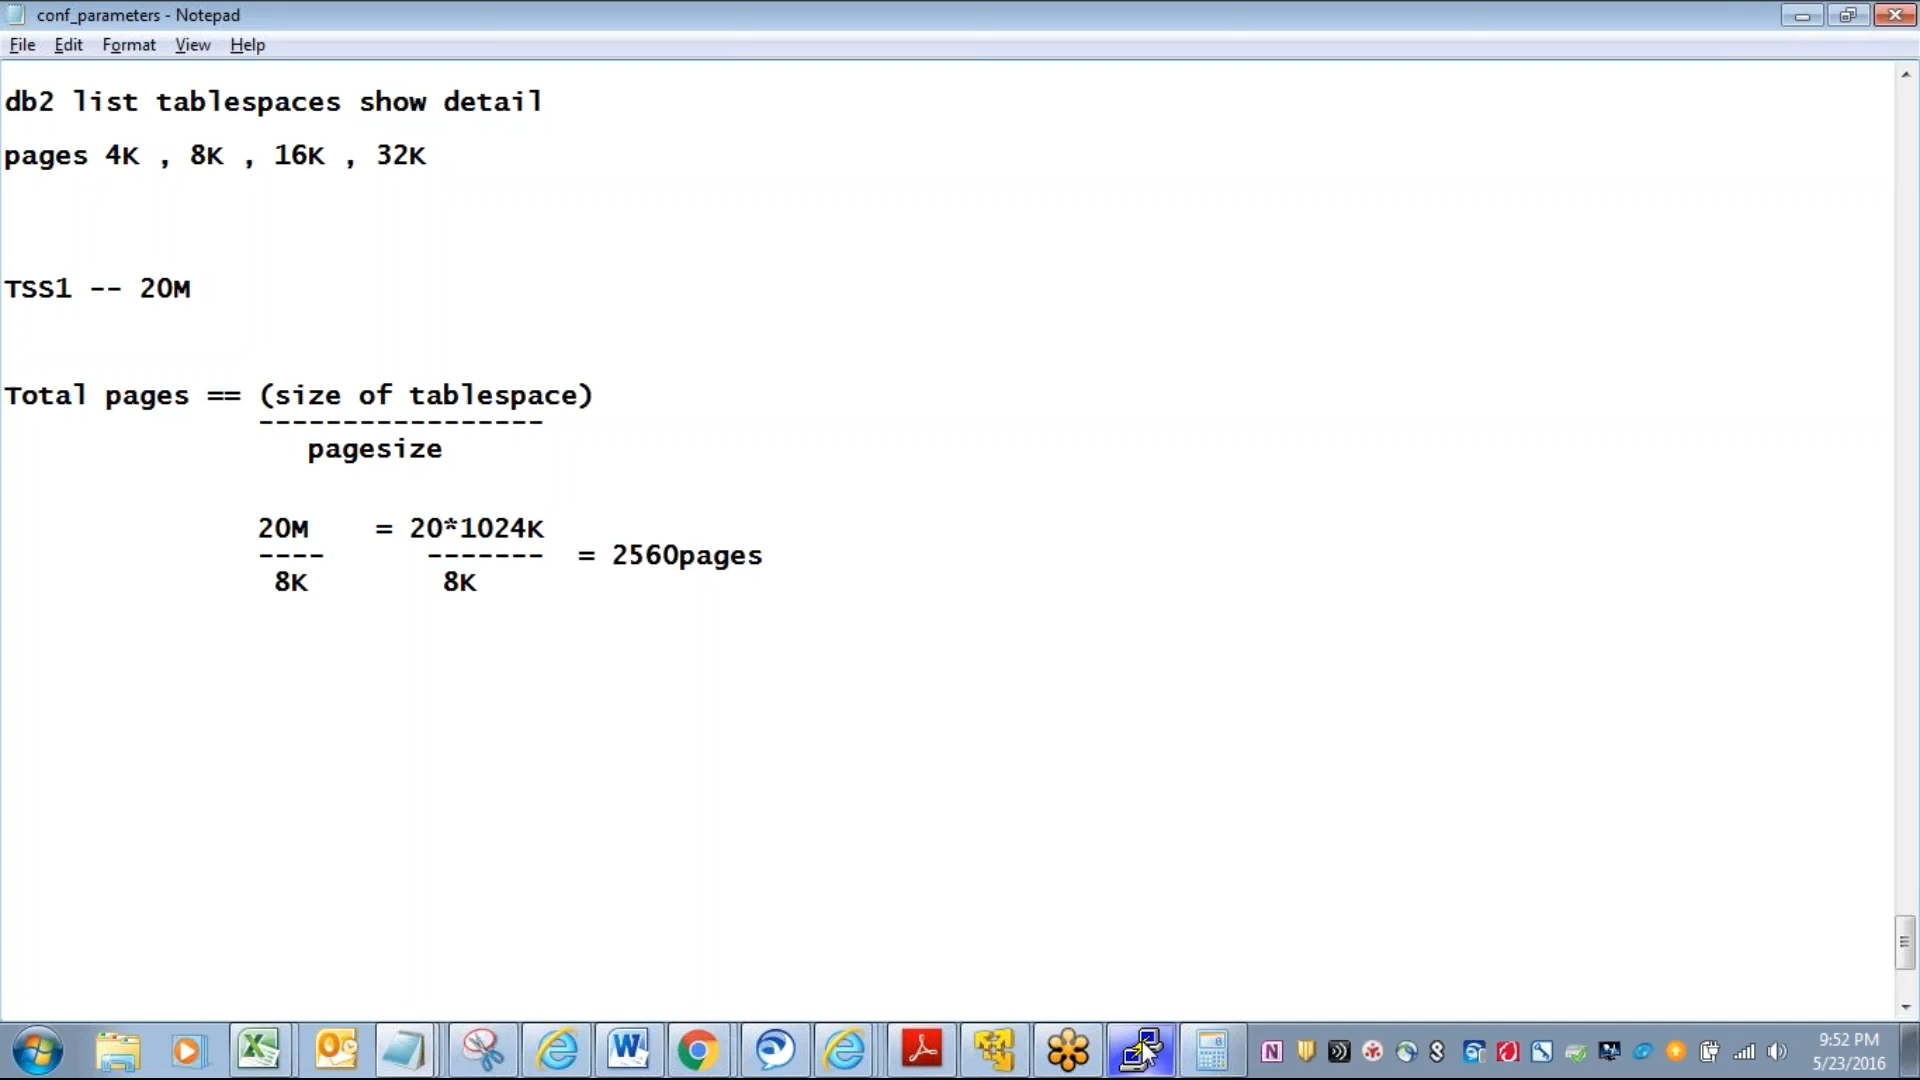 conf_parameters - Notepad
File Edit Format View Help
db2 list tablespaces show detail
pages 4K , 8K , 16K , 32K
TSS1 -- 20M
Total pages == (size of tablespace)
-----------------
pagesize
20M = 20*1024K
---- ------- = 2560pages
8K 8K
9:52 PM
5/23/2016